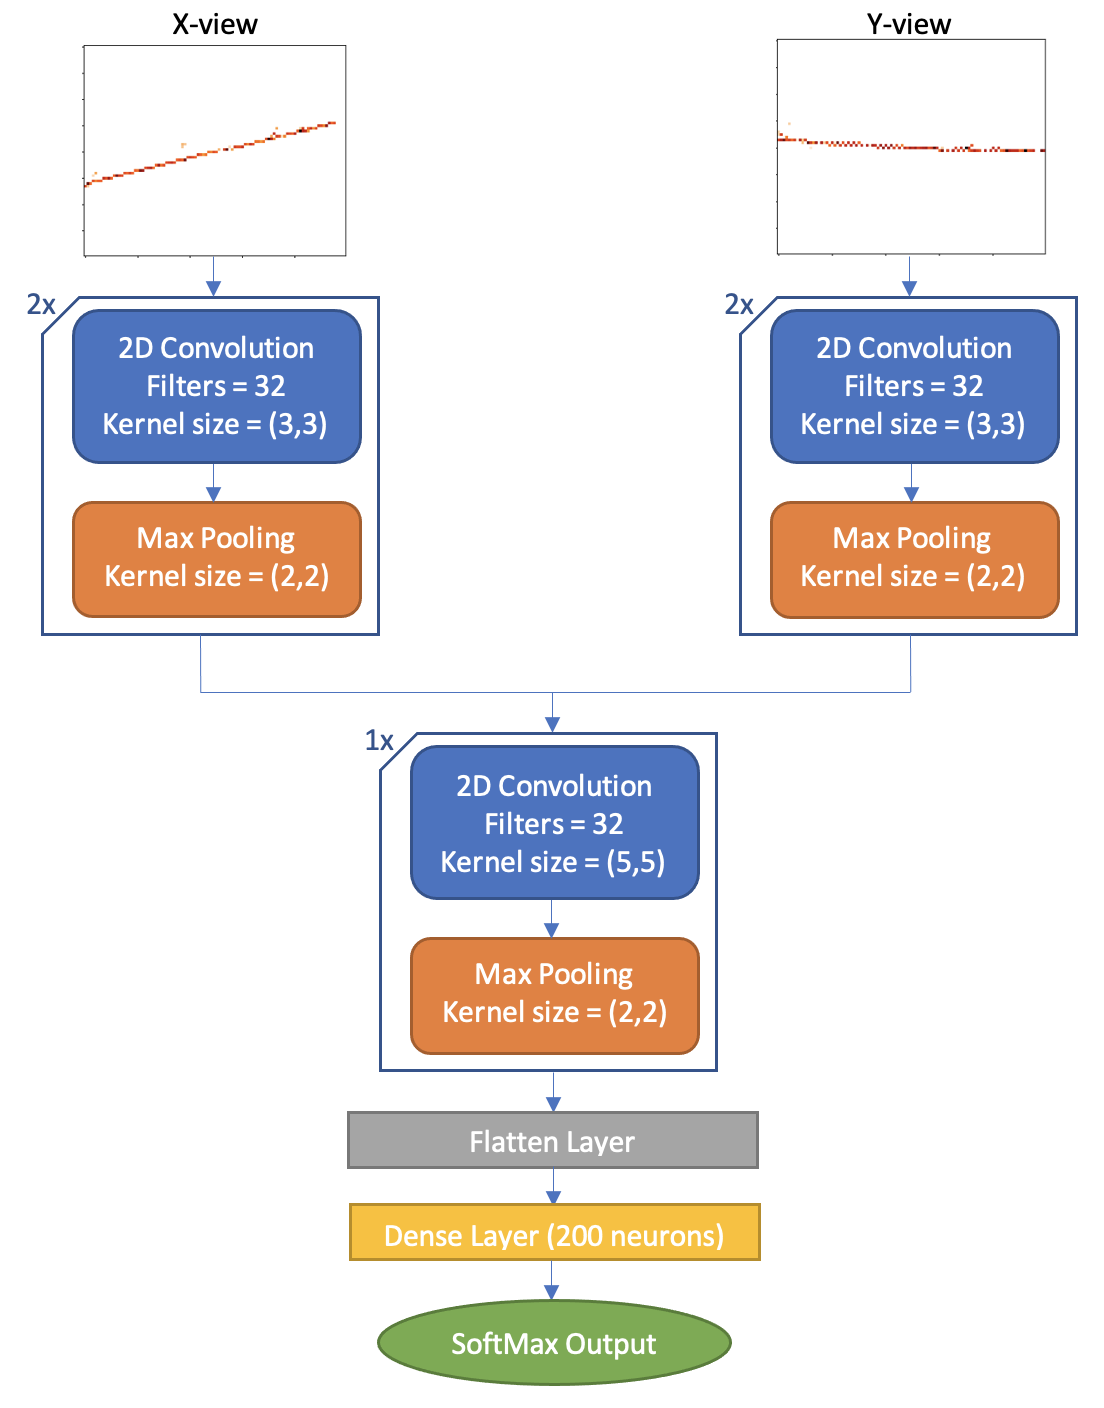 X-view
2x
2D Convolution
Filters = 32
Kernel size = (3,3)
Max Pooling
Kernel size = (2,2)
Y-view
2x
2D Convolution
Filters = 32
Kernel size = (3,3)
Max Pooling
Kernel size = (2,2)
1x
2D Convolution
Filters = 32
Kernel size = (5,5)
Max Pooling
Kernel size = (2,2)
Flatten Layer
Dense Layer (200 neurons)
SoftMax Output